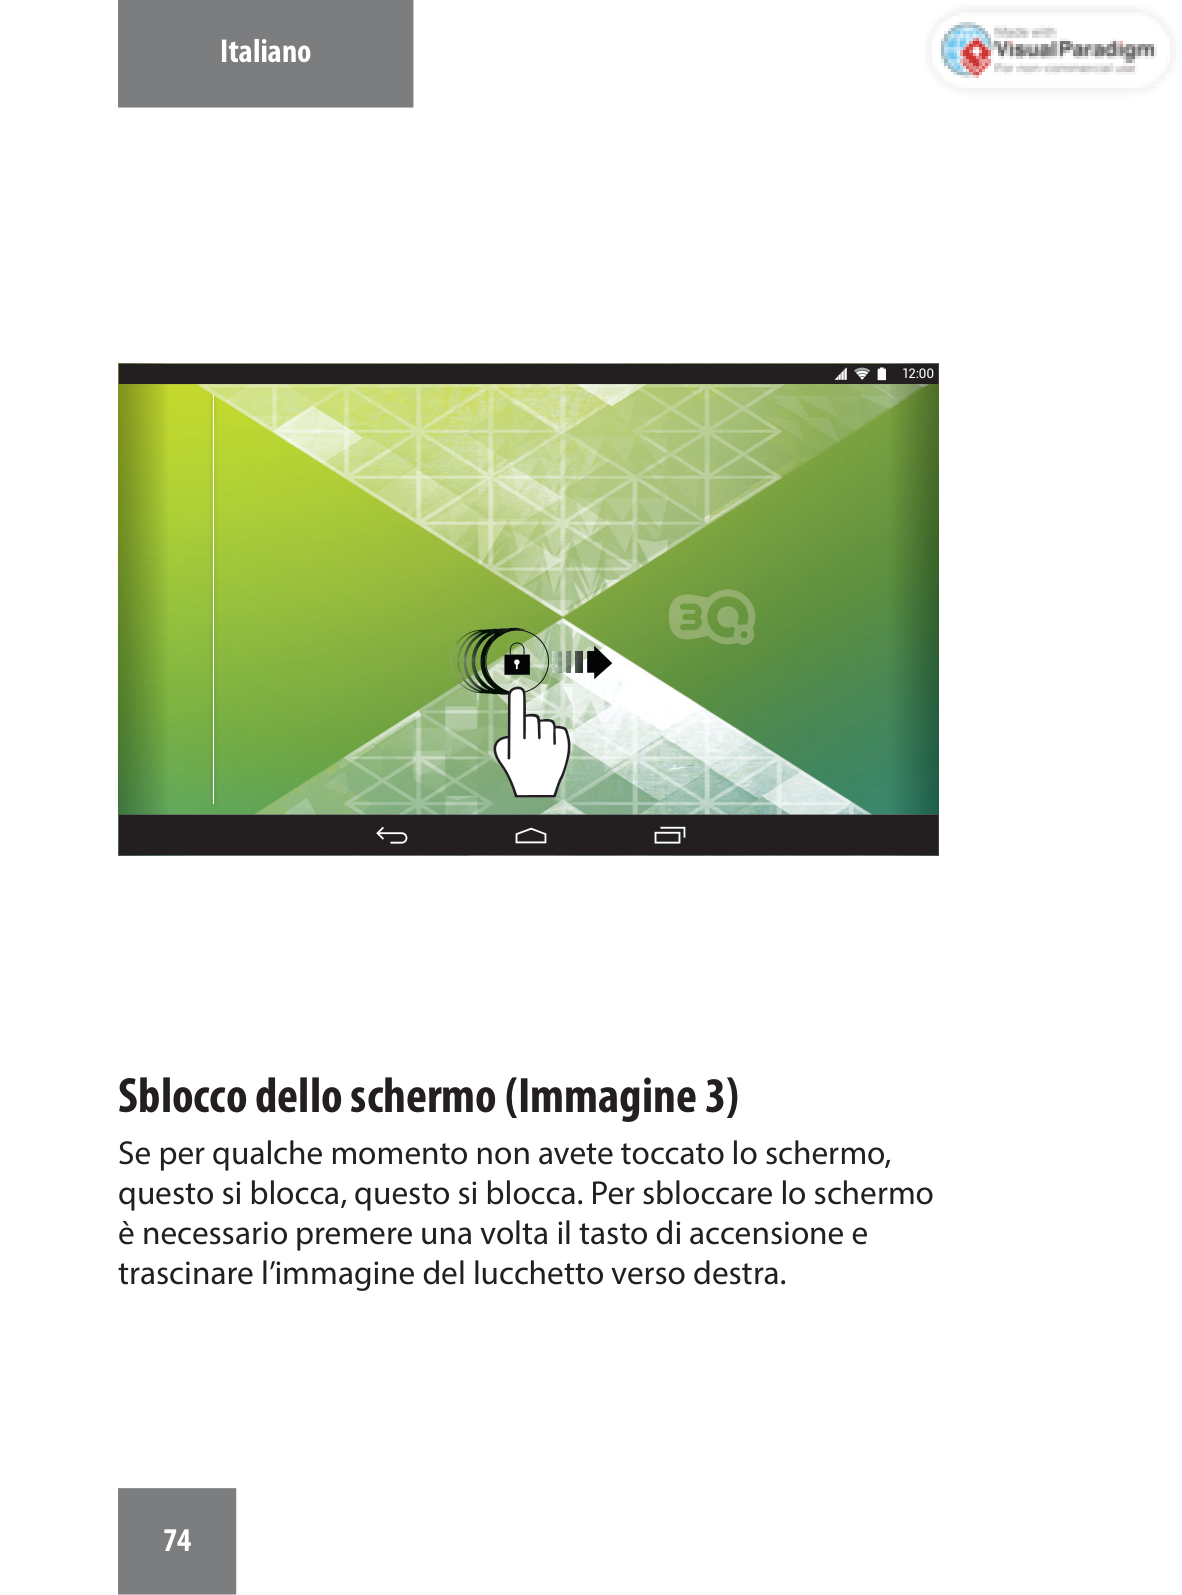 Italiano
Made with
Visual Paradigm
For non-commercial use
12:00
3Q
Sblocco dello schermo (Immagine 3)
Se per qualche momento non avete toccato lo schermo,
questo si blocca, questo si blocca. Per sbloccare lo schermo
è necessario premere una volta il tasto di accensione e
trascinare l’immagine del lucchetto verso destra.
74